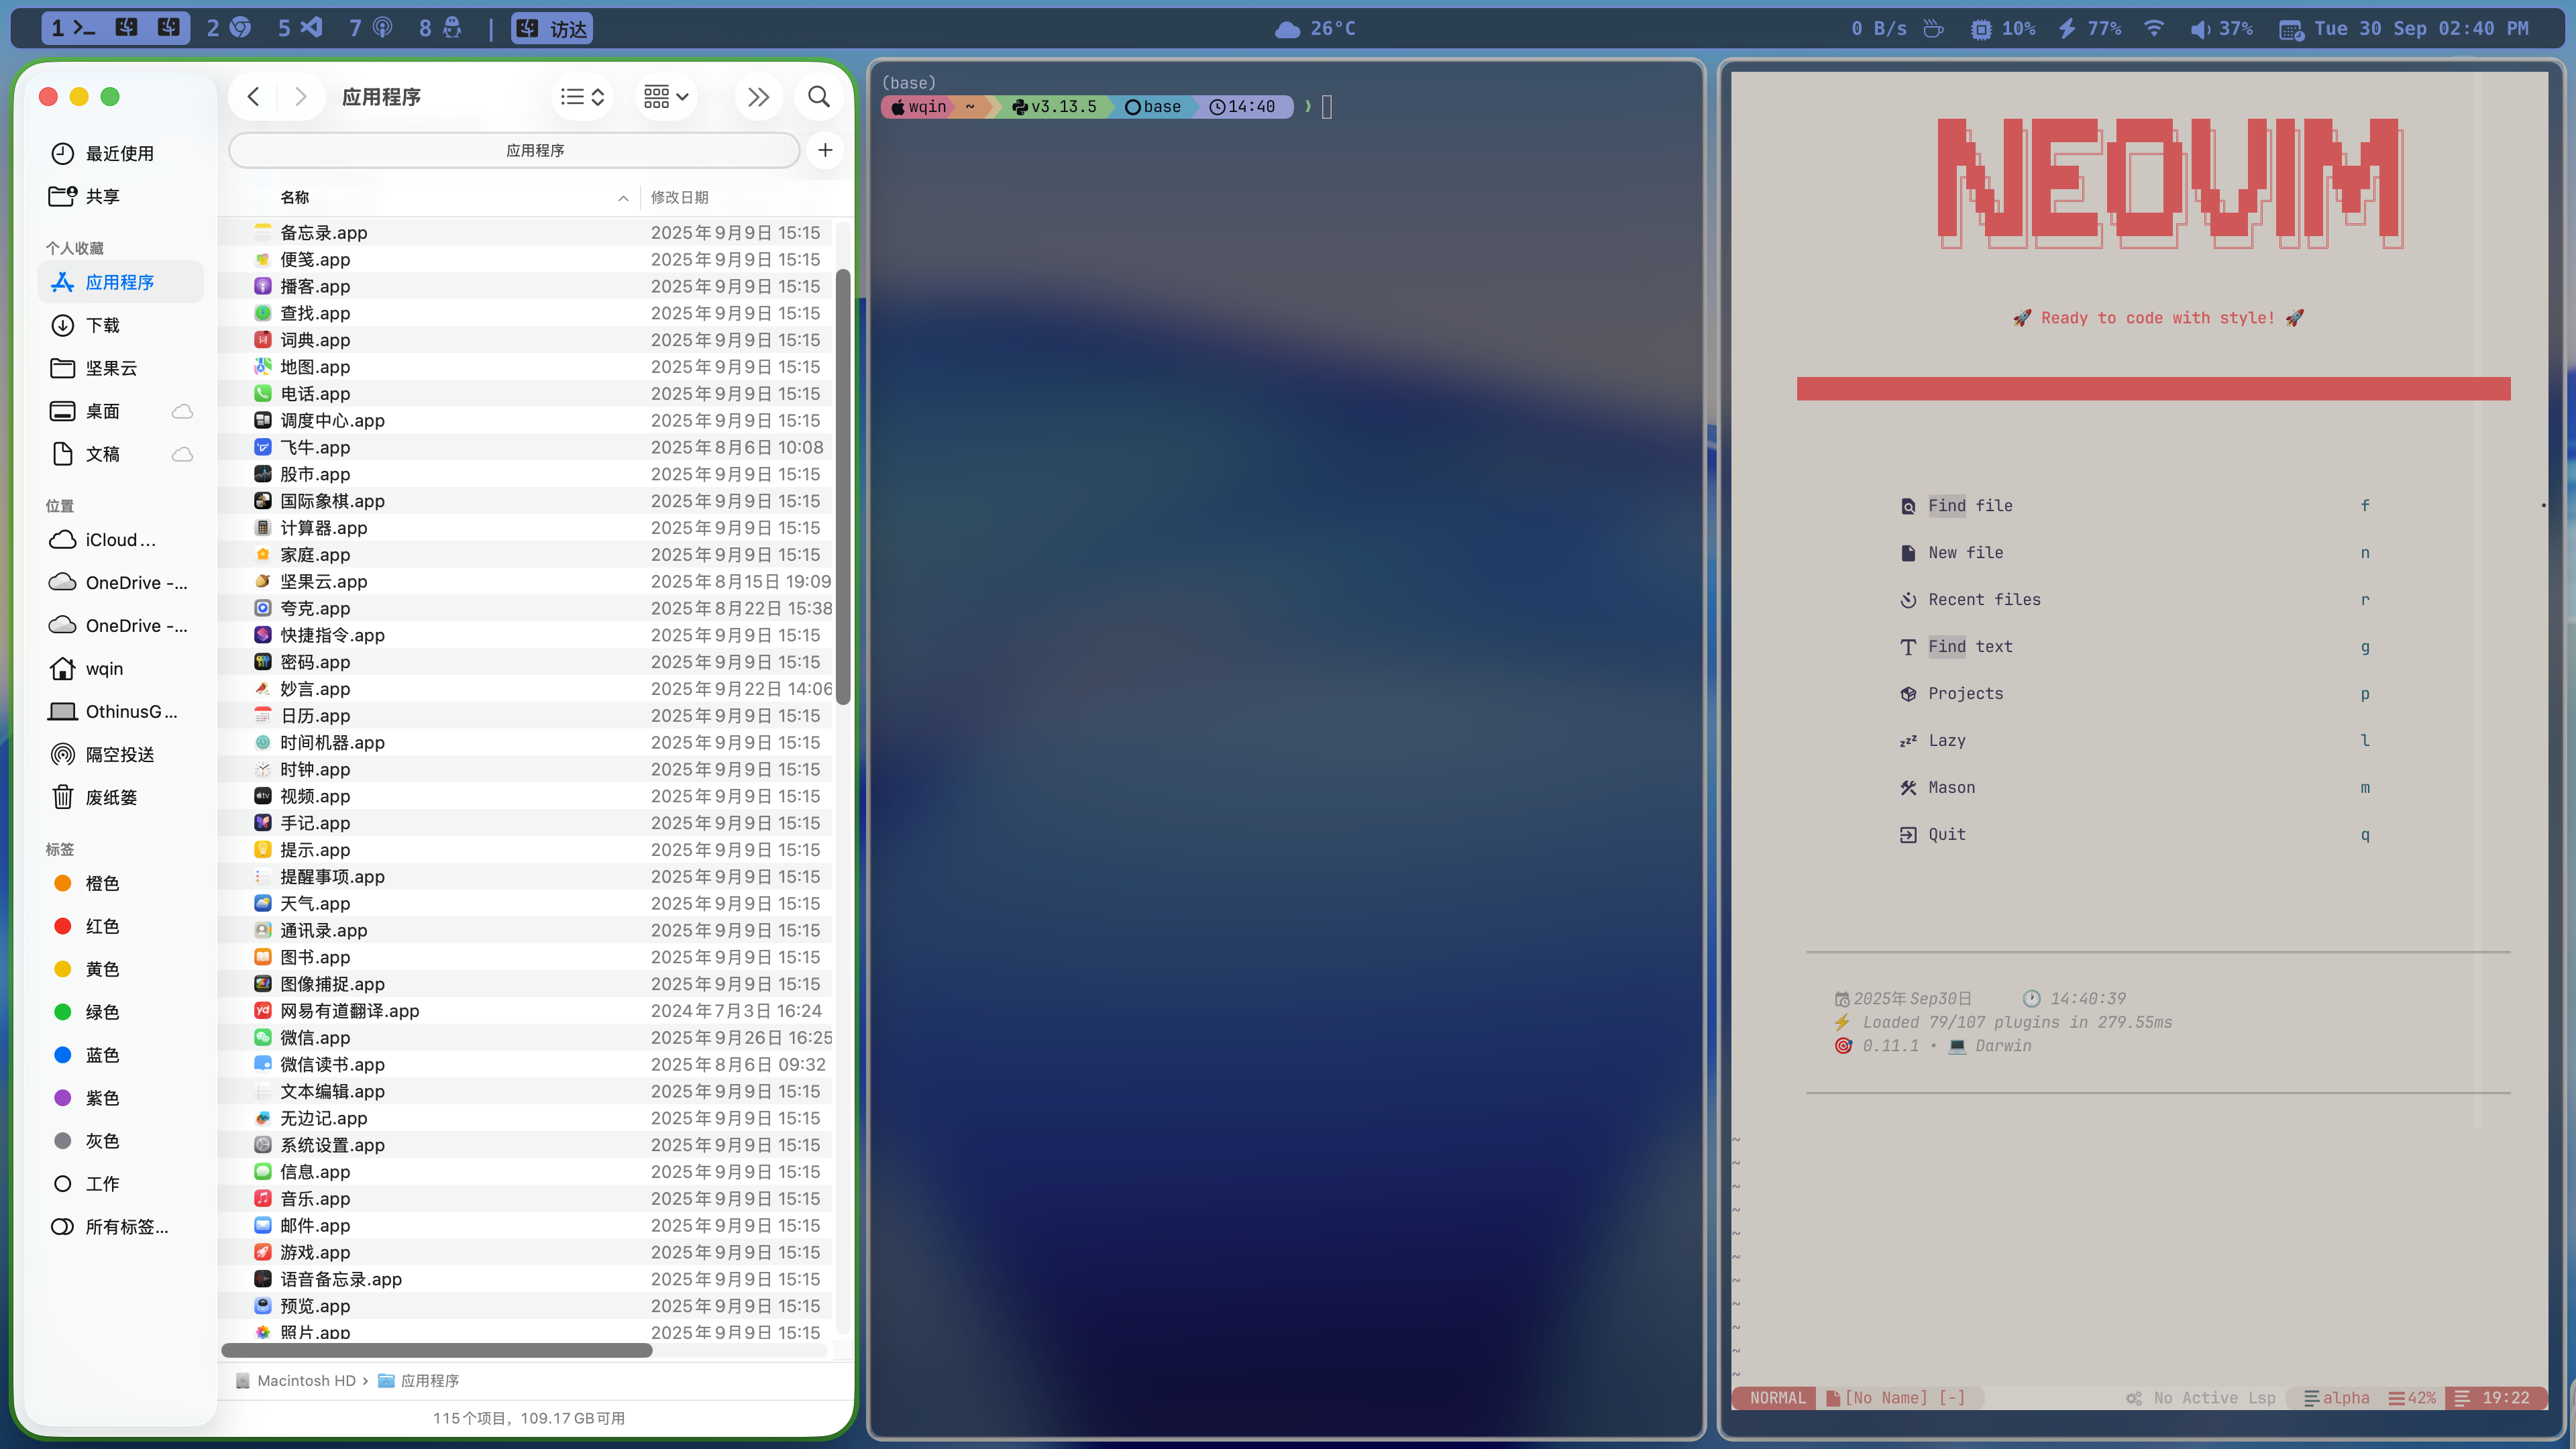 1 2 5 7 8 | 访达
26°C
0 B/s 10% 77% 37% Tue 30 Sep 02:40 PM
最近使用
共享
个人收藏
应用程序
下载
坚果云
桌面
文稿
位置
iCloud…
OneDrive -...
OneDrive -...
wqin
OthinusG…
隔空投送
废纸篓
标签
橙色
红色
黄色
绿色
蓝色
紫色
灰色
工作
所有标签...
应用程序
应用程序
名称 修改日期
备忘录.app 2025年9月9日 15:15
便笺.app 2025年9月9日 15:15
播客.app 2025年9月9日 15:15
查找.app 2025年9月9日 15:15
词典.app 2025年9月9日 15:15
地图.app 2025年9月9日 15:15
电话.app 2025年9月9日 15:15
调度中心.app 2025年9月9日 15:15
飞牛.app 2025年8月6日 10:08
股市.app 2025年9月9日 15:15
国际象棋.app 2025年9月9日 15:15
计算器.app 2025年9月9日 15:15
家庭.app 2025年9月9日 15:15
坚果云.app 2025年8月15日 19:09
夸克.app 2025年8月22日 15:38
快捷指令.app 2025年9月9日 15:15
密码.app 2025年9月9日 15:15
妙言.app 2025年9月22日 14:06
日历.app 2025年9月9日 15:15
时间机器.app 2025年9月9日 15:15
时钟.app 2025年9月9日 15:15
视频.app 2025年9月9日 15:15
手记.app 2025年9月9日 15:15
提示.app 2025年9月9日 15:15
提醒事项.app 2025年9月9日 15:15
天气.app 2025年9月9日 15:15
通讯录.app 2025年9月9日 15:15
图书.app 2025年9月9日 15:15
图像捕捉.app 2025年9月9日 15:15
网易有道翻译.app 2024年7月3日 16:24
微信.app 2025年9月26日 16:25
微信读书.app 2025年8月6日 09:32
文本编辑.app 2025年9月9日 15:15
无边记.app 2025年9月9日 15:15
系统设置.app 2025年9月9日 15:15
信息.app 2025年9月9日 15:15
音乐.app 2025年9月9日 15:15
邮件.app 2025年9月9日 15:15
游戏.app 2025年9月9日 15:15
语音备忘录.app 2025年9月9日 15:15
预览.app 2025年9月9日 15:15
照片.app 2025年9月9日 15:15
Macintosh HD › 应用程序
115个项目，109.17 GB可用
(base)
wqin ~ v3.13.5 base 14:40 ❯
NEOVIM
🚀 Ready to code with style! 🚀
Find file f
New file n
Recent files r
Find text g
Projects p
Lazy l
Mason m
Quit q
2025年Sep30日 14:40:39
⚡ Loaded 79/107 plugins in 279.55ms
🎯 0.11.1 • 💻 Darwin
~
~
~
~
~
~
~
~
~
~
~
NORMAL [No Name] [-] No Active Lsp alpha 42% 19:22